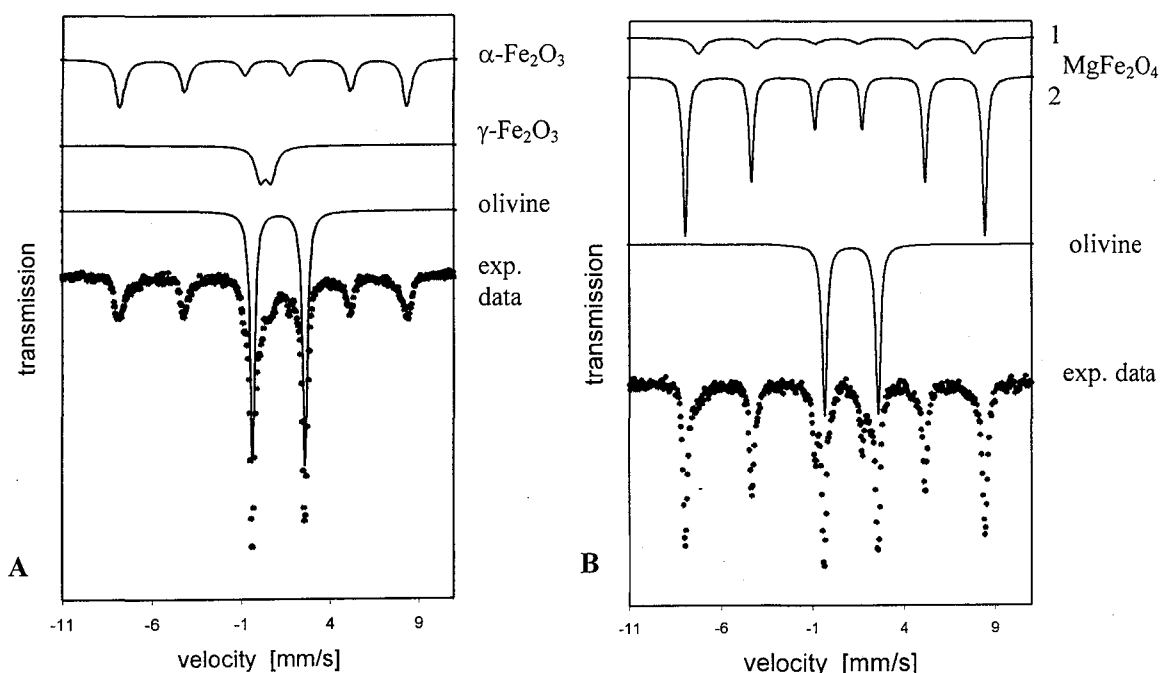 α-Fe₂O₃
γ-Fe₂O₃
olivine
exp.
data
transmission
A
-11 -6 -1 4 9
velocity [mm/s]
1
MgFe₂O₄
2
olivine
exp. data
transmission
B
-11 -6 -1 4 9
velocity [mm/s]